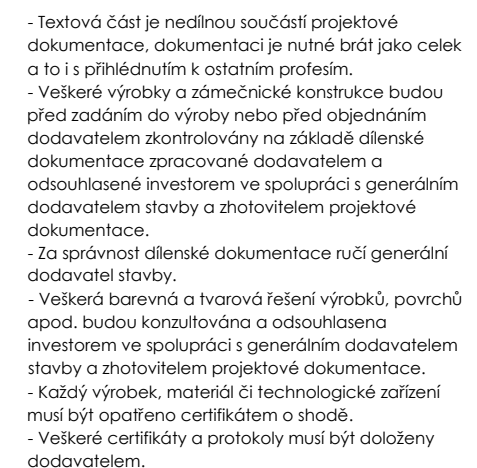 - Textová část je nedílnou součástí projektové
dokumentace, dokumentaci je nutné brát jako celek
a to i s přihlédnutím k ostatním profesím.
- Veškeré výrobky a zámečnické konstrukce budou
před zadáním do výroby nebo před objednáním
dodavatelem zkontrolovány na základě dílenské
dokumentace zpracované dodavatelem a
odsouhlasené investorem ve spolupráci s generálním
dodavatelem stavby a zhotovitelem projektové
dokumentace.
- Za správnost dílenské dokumentace ručí generální
dodavatel stavby.
- Veškerá barevná a tvarová řešení výrobků, povrchů
apod. budou konzultována a odsouhlasena
investorem ve spolupráci s generálním dodavatelem
stavby a zhotovitelem projektové dokumentace.
- Každý výrobek, materiál či technologické zařízení
musí být opatřeno certifikátem o shodě.
- Veškeré certifikáty a protokoly musí být doloženy
dodavatelem.